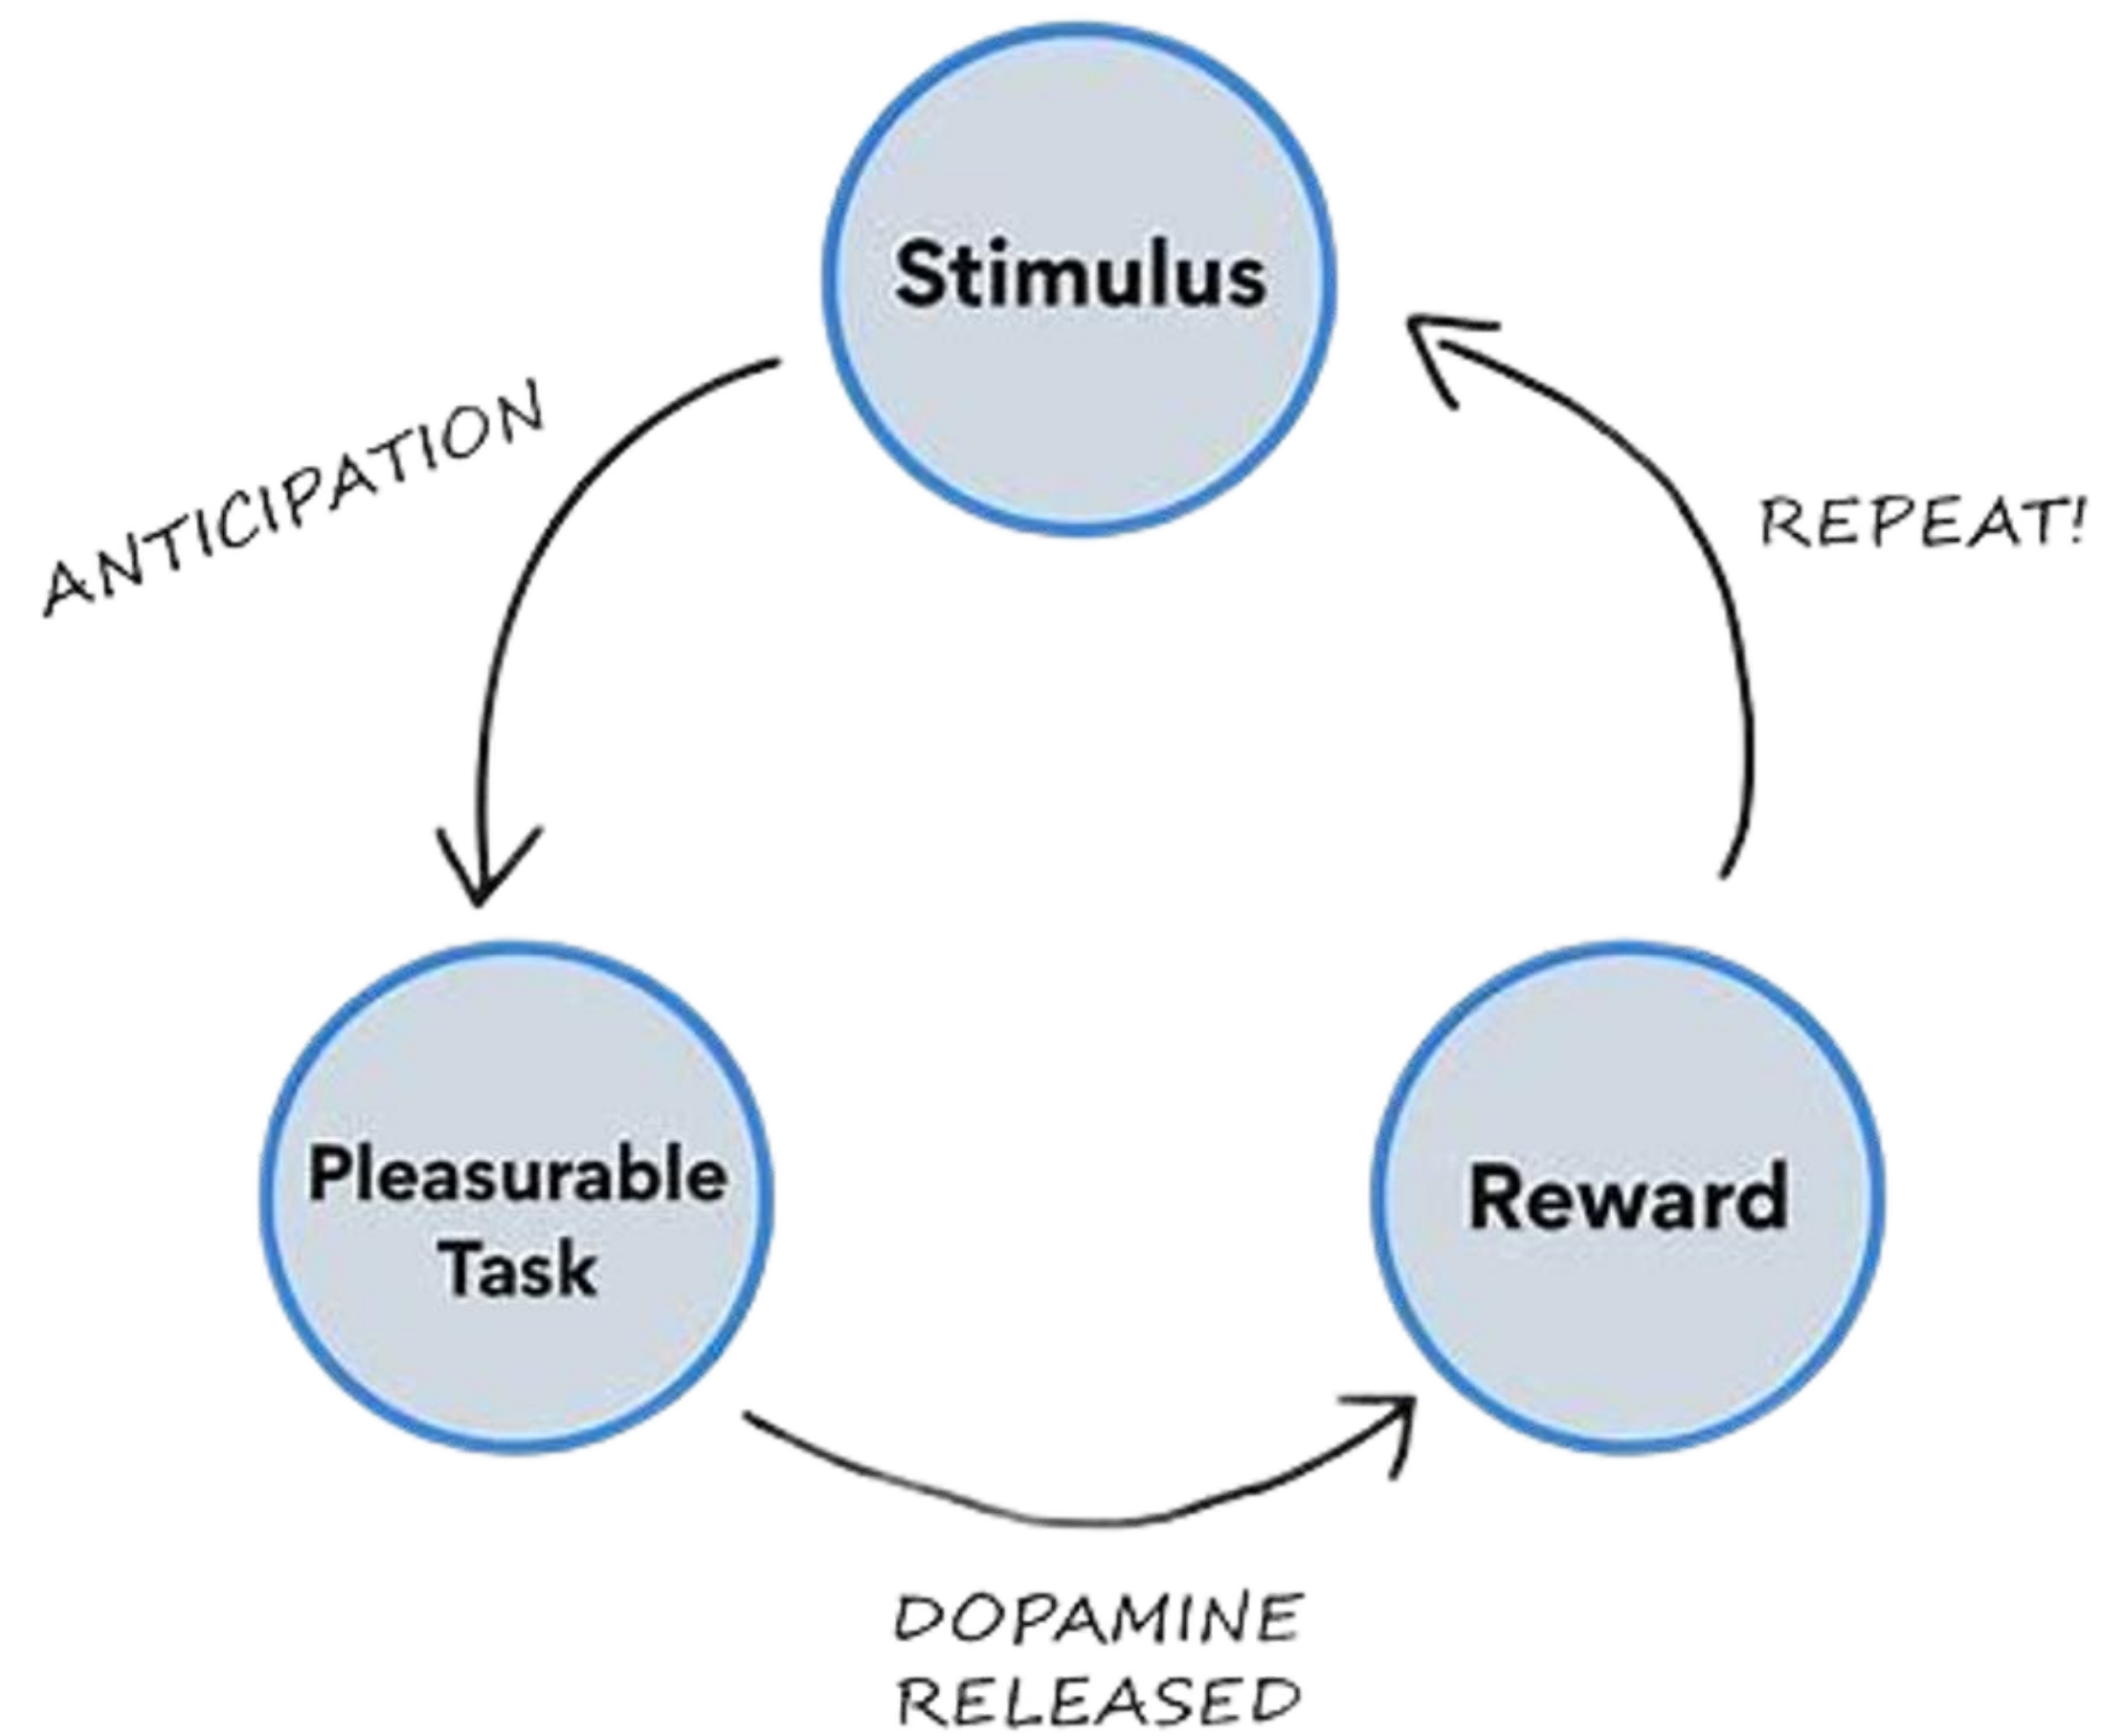 Stimulus
ANTICIPATION
REPEAT!
Pleasurable
Task
Reward
DOPAMINE
RELEASED